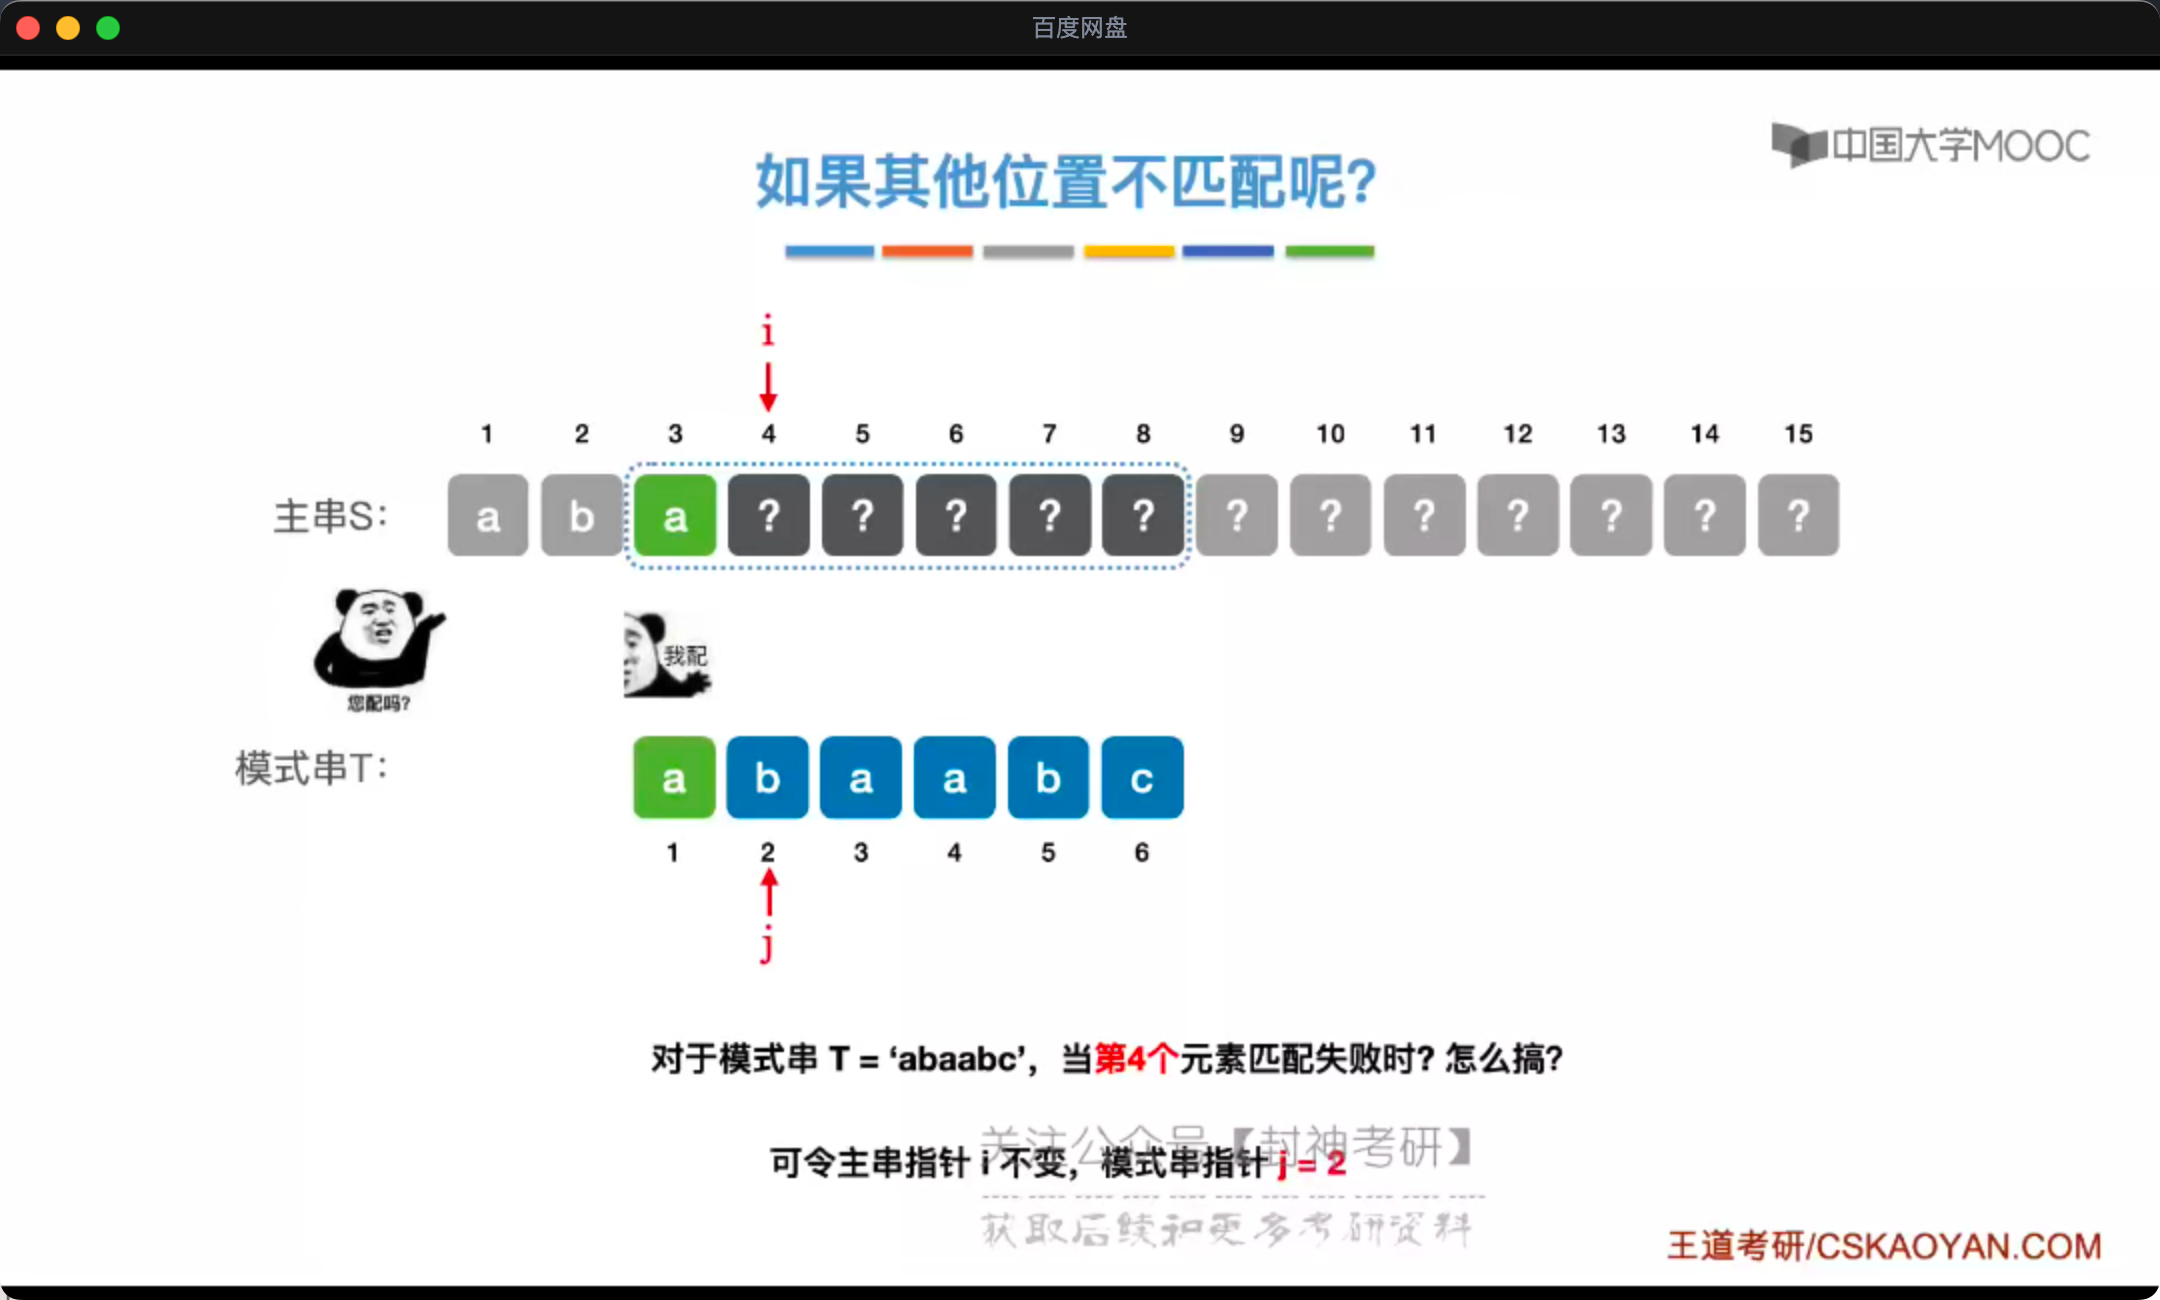 百度网盘
中国大学MOOC
如果其他位置不匹配呢?
i
1 2 3 4 5 6 7 8 9 10 11 12 13 14 15
主串S: a b a ? ? ? ? ? ? ? ? ? ? ? ?
您配吗?
我配
模式串T: a b a a b c
1 2 3 4 5 6
j
对于模式串 T = ‘abaabc’，当第4个元素匹配失败时? 怎么搞?
关注公众号【封神考研】
可令主串指针 i 不变，模式串指针 j = 2
获取后续和更多考研资料
王道考研/CSKAOYAN.COM